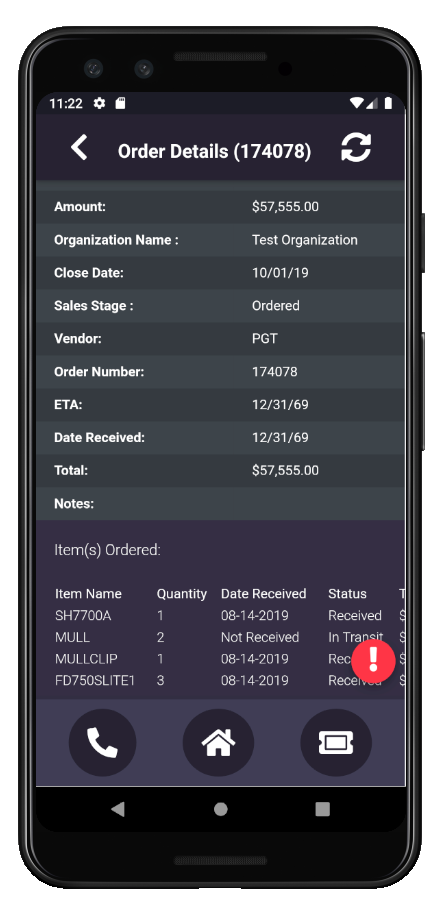 11:22
Order Details (174078)
Amount: $57,555.00
Organization Name : Test Organization
Close Date: 10/01/19
Sales Stage : Ordered
Vendor: PGT
Order Number: 174078
ETA: 12/31/69
Date Received: 12/31/69
Total: $57,555.00
Notes:
Item(s) Ordered:
Item Name Quantity Date Received Status T
SH7700A 1 08-14-2019 Received $
MULL 2 Not Received In Transit $
MULLCLIP 1 08-14-2019 $
FD750SLITE1 3 08-14-2019 Received $